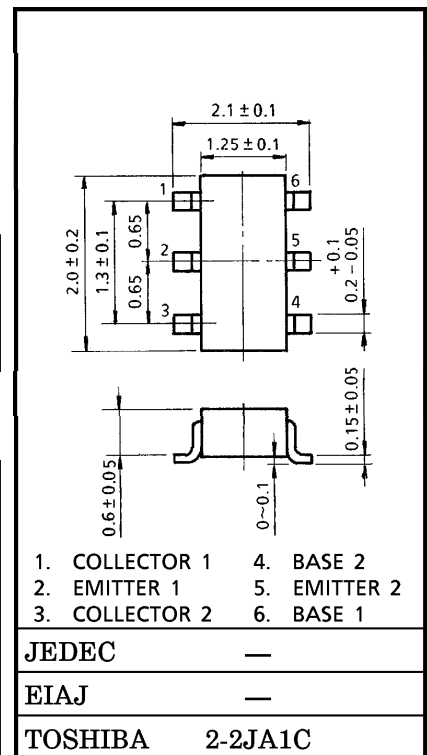 2.1±0.1
1.25±0.1
1
6
2.0±0.2
1.3±0.1
0.65
0.65
2
5
3
4
+0.1
0.2-0.05
0.6±0.05
0~0.1
0.15±0.05
1. COLLECTOR 1 4. BASE 2
2. EMITTER 1 5. EMITTER 2
3. COLLECTOR 2 6. BASE 1
JEDEC —
EIAJ —
TOSHIBA 2-2JA1C